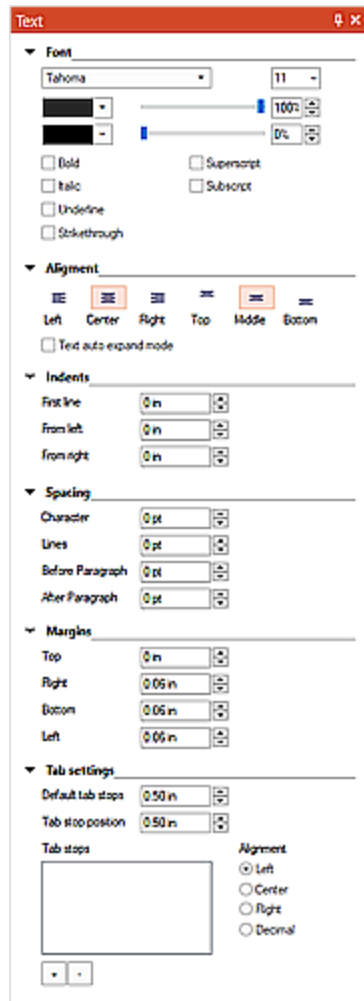 Text
Font
Tahoma 11
100%
0%
Bold Superscript
Italic Subscript
Underline
Strikethrough
Aligment
Left Center Right Top Middle Bottom
Text auto expand mode
Indents
First line 0 in
From left 0 in
From right 0 in
Spacing
Character 0 pt
Lines 0 pt
Before Paragraph 0 pt
After Paragraph 0 pt
Margins
Top 0 in
Right 0.06 in
Bottom 0.06 in
Left 0.06 in
Tab settings
Default tab stops 0.50 in
Tab stop position 0.50 in
Tab stops Alignment
Left
Center
Right
Decimal